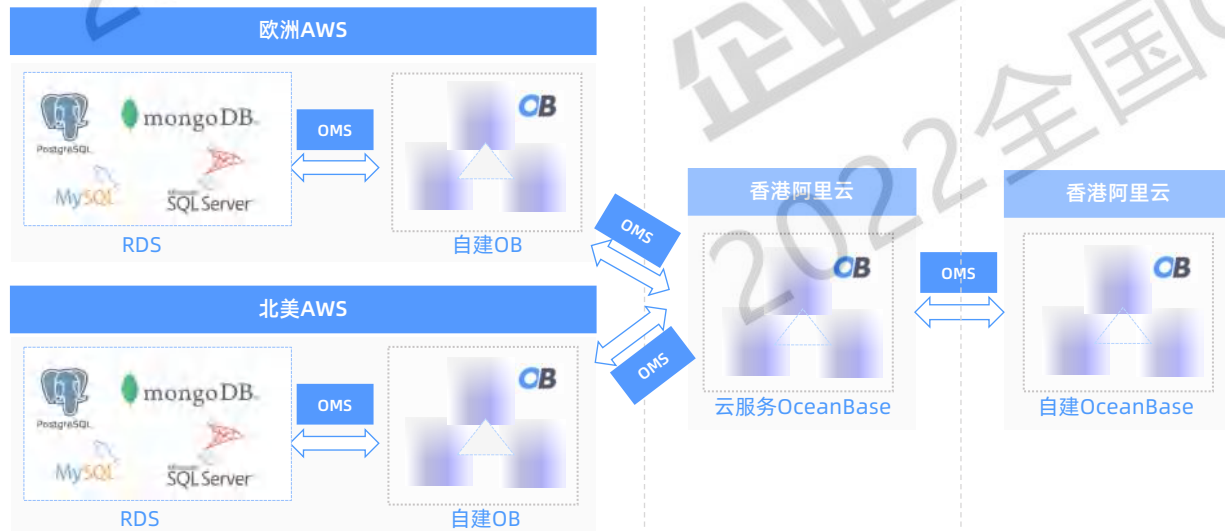 欧洲AWS
PostgreSQL
mongoDB
MySQL
Microsoft
SQL Server
RDS
OMS
OB
自建OB
北美AWS
PostgreSQL
mongoDB
MySQL
Microsoft
SQL Server
RDS
OMS
OB
自建OB
OMS
OMS
香港阿里云
OB
云服务OceanBase
OMS
香港阿里云
OB
自建OceanBase
企业
2022全国